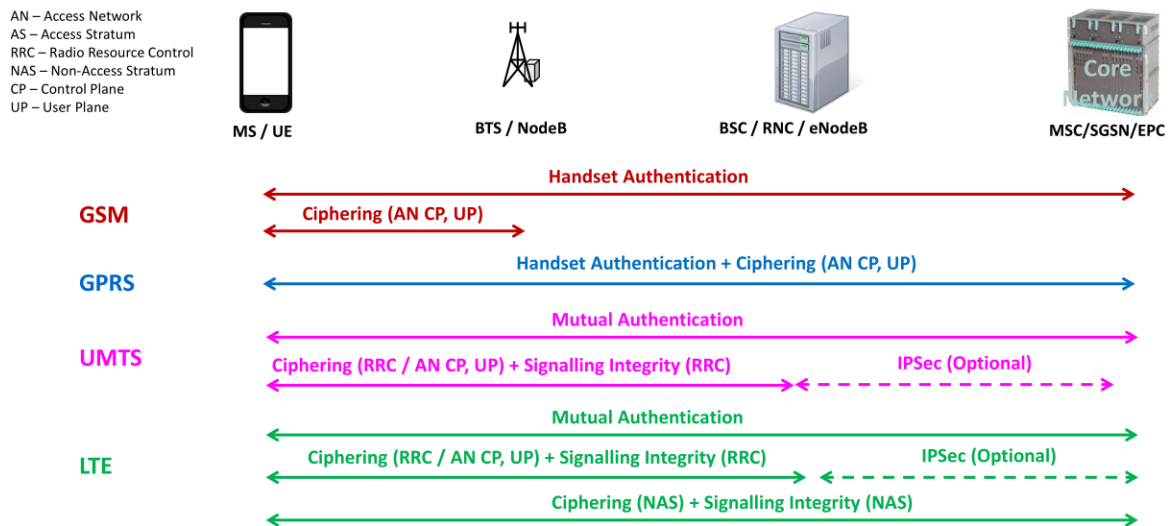 AN – Access Network
AS – Access Stratum
RRC – Radio Resource Control
NAS – Non-Access Stratum
CP – Control Plane
UP – User Plane
Core
Network
MS / UE
BTS / NodeB
BSC / RNC / eNodeB
MSC/SGSN/EPC
Handset Authentication
GSM
Ciphering (AN CP, UP)
Handset Authentication + Ciphering (AN CP, UP)
GPRS
Mutual Authentication
UMTS
Ciphering (RRC / AN CP, UP) + Signalling Integrity (RRC)
IPSec (Optional)
Mutual Authentication
LTE
Ciphering (RRC / AN CP, UP) + Signalling Integrity (RRC)
IPSec (Optional)
Ciphering (NAS) + Signalling Integrity (NAS)